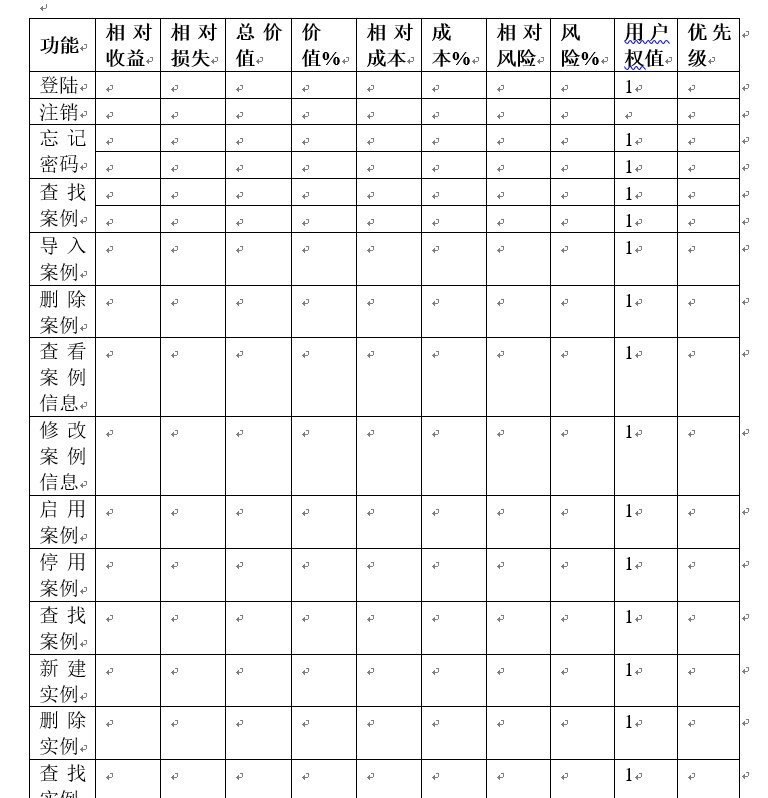 功能 相对收益 相对损失 总价值 价值% 相对成本 成本% 相对风险 风险% 用户权值 优先级
登陆 1
注销
忘记密码 1
1
查找案例 1
1
导入案例 1
删除案例 1
查看案例信息 1
修改案例信息 1
启用案例 1
停用案例 1
查找案例 1
新建实例 1
删除实例 1
查找实例 1